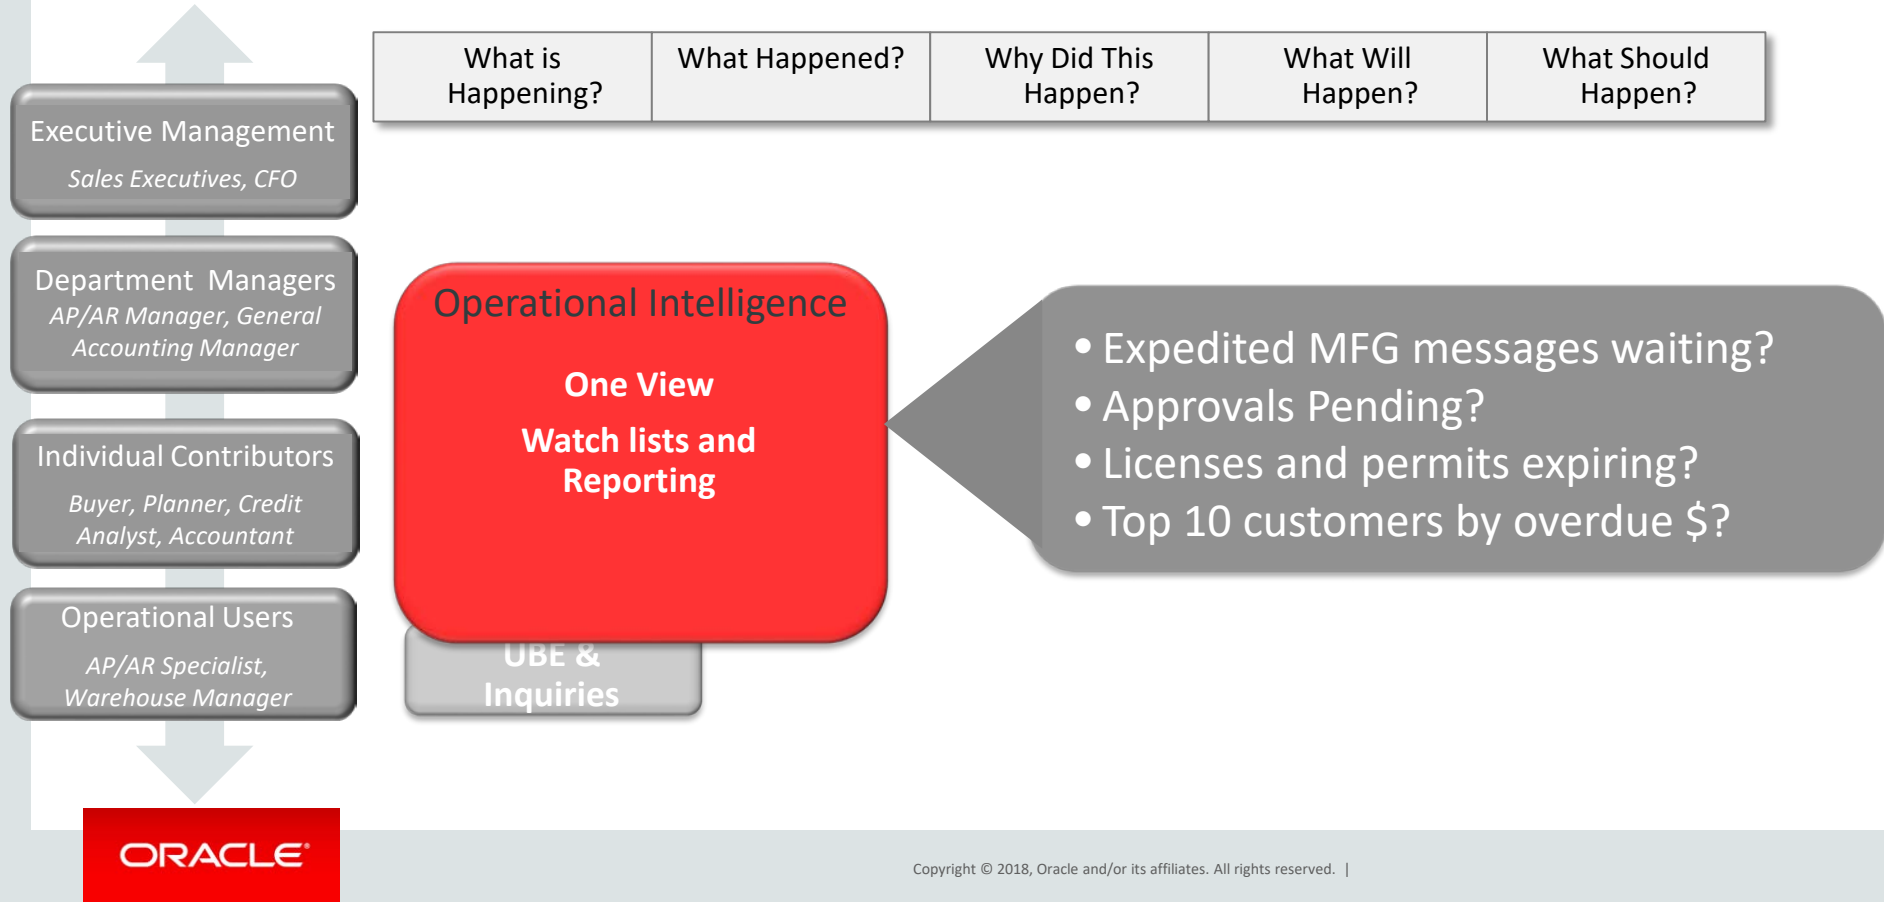 What is
Happening?
What Happened?
Why Did This
Happen?
What Will
Happen?
What Should
Happen?
Executive Management
Sales Executives, CFO
Department  Managers
AP/AR Manager, General
Accounting Manager
Individual Contributors
Buyer, Planner, Credit
Analyst, Accountant
Operational Users
AP/AR Specialist,
Warehouse Manager
Operational Intelligence
One View
Watch lists and
Reporting
UBE &
Inquiries
• Expedited MFG messages waiting?
• Approvals Pending?
• Licenses and permits expiring?
• Top 10 customers by overdue $?
ORACLE®
Copyright © 2018, Oracle and/or its affiliates. All rights reserved. |